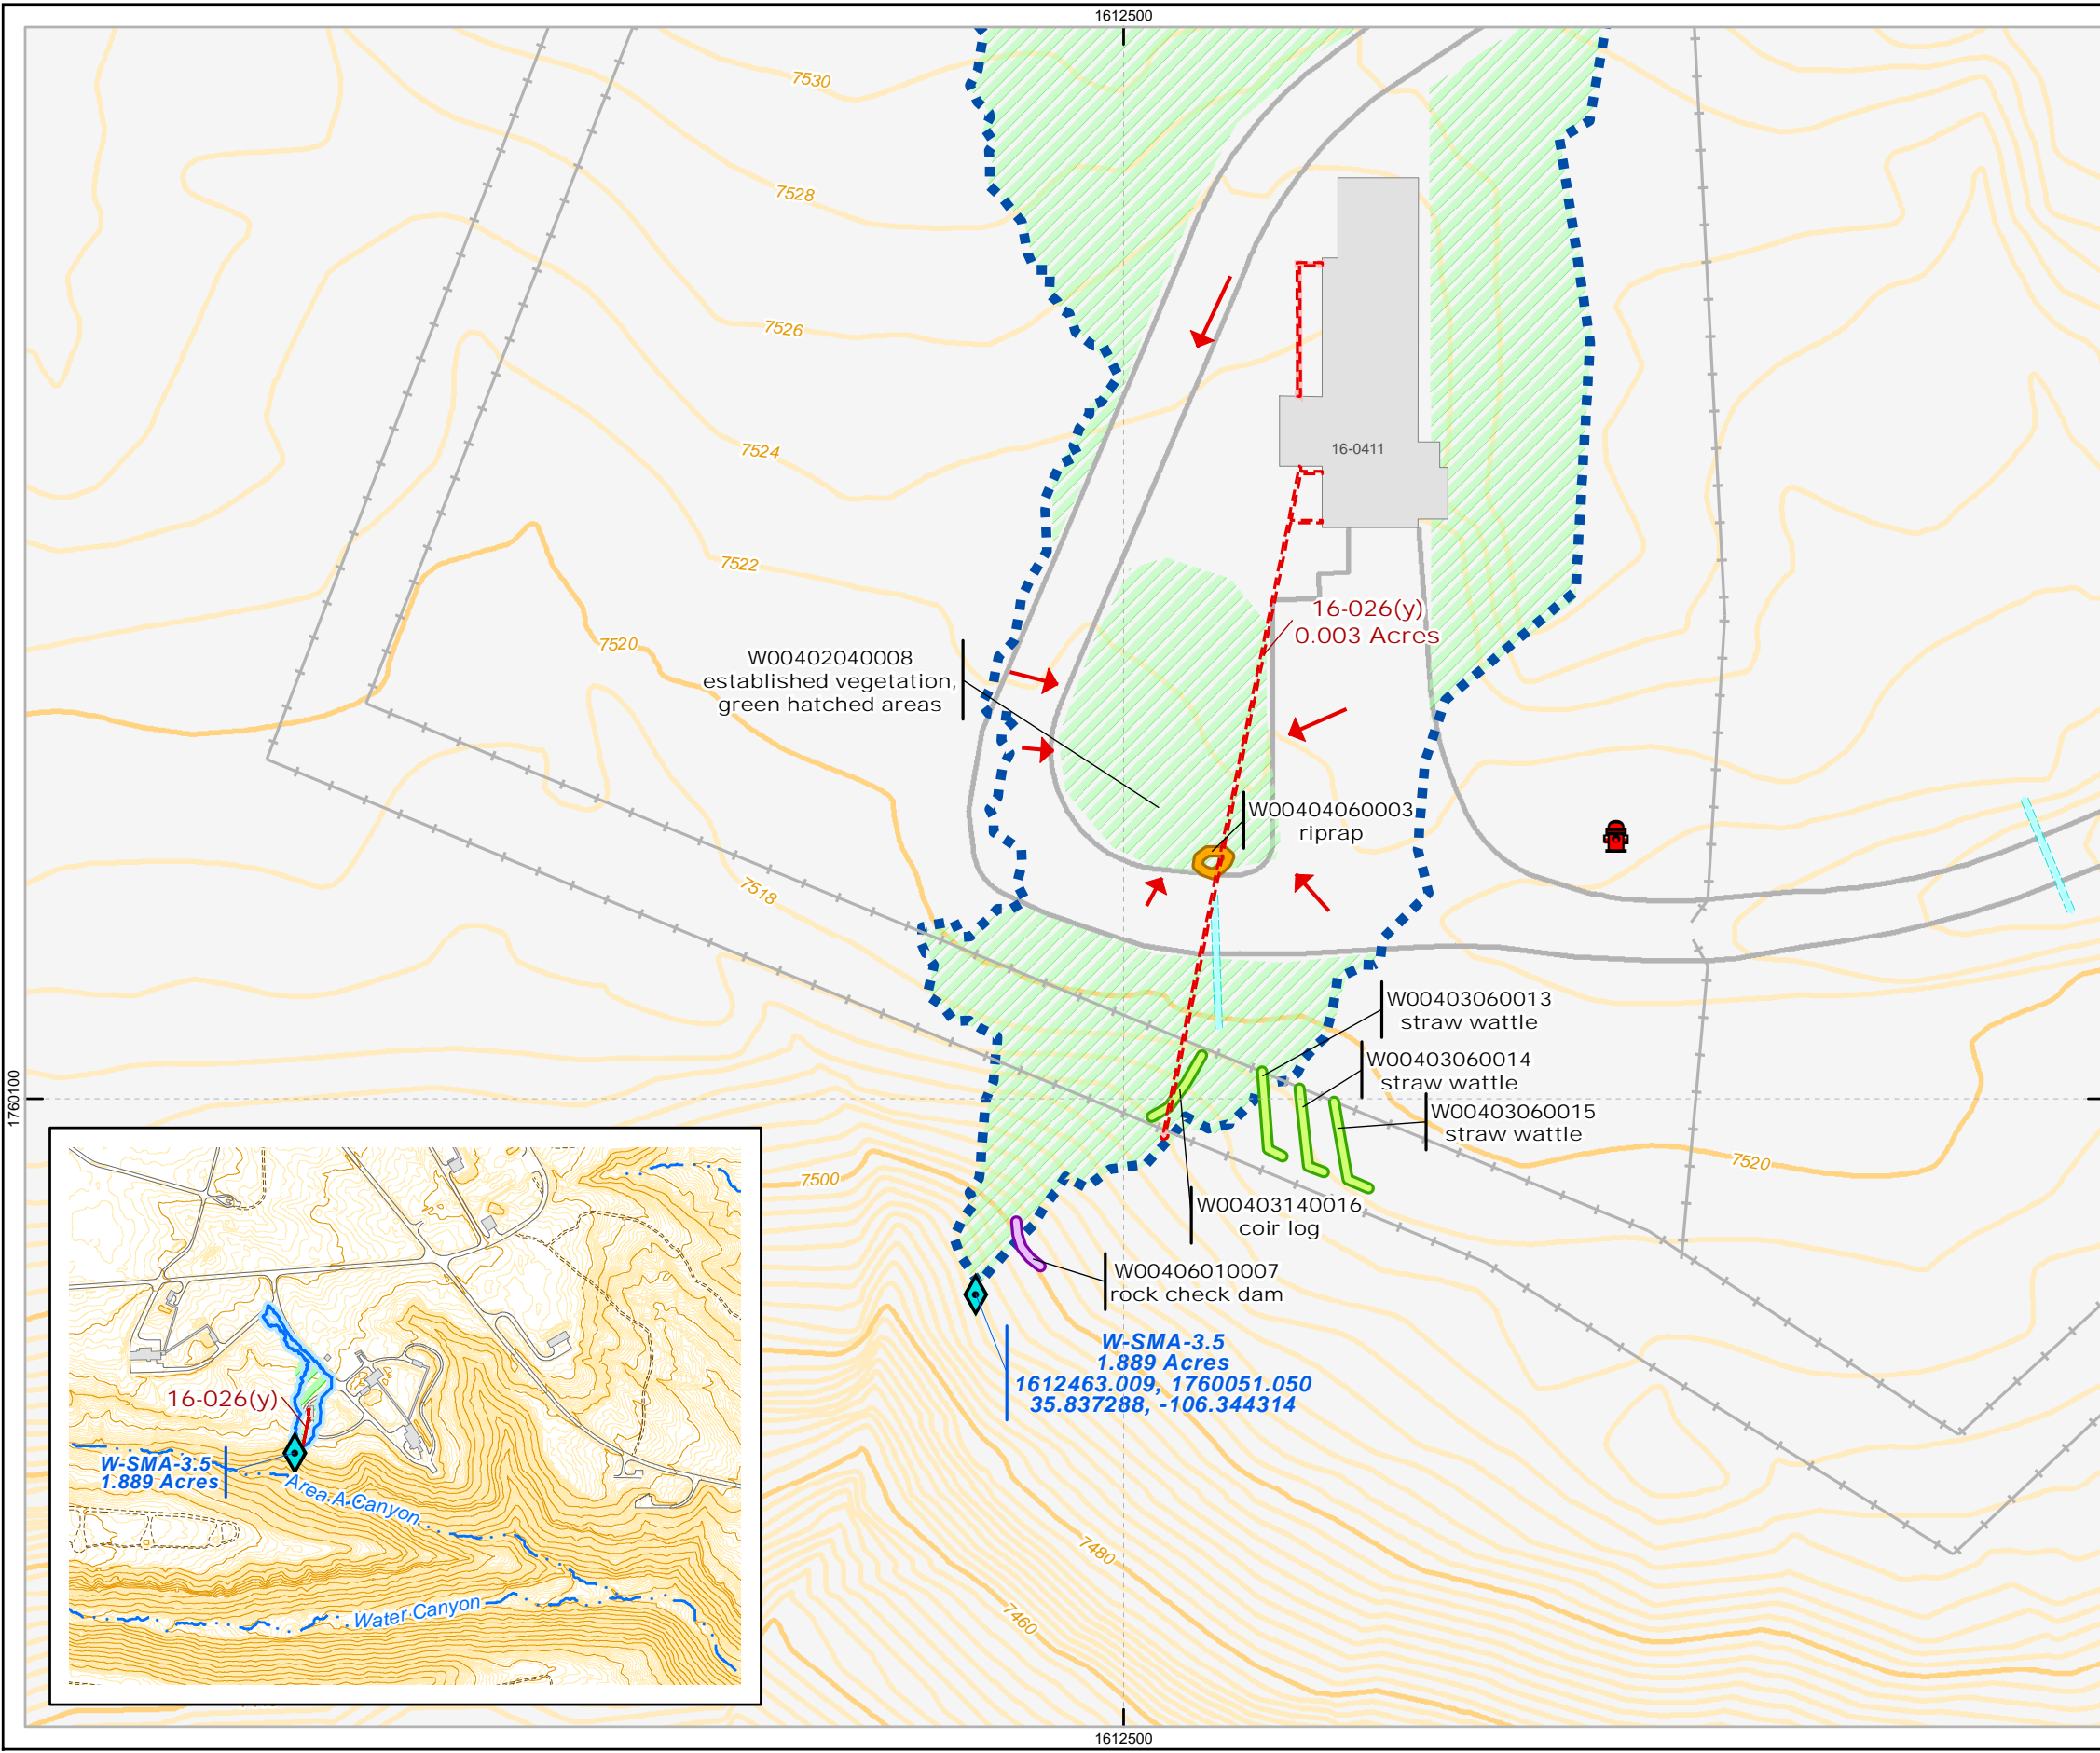 1612500
7530
7528
7526
7524
7522
7520
7518
16-0411
16-026(y)
0.003 Acres
W00402040008
established vegetation,
green hatched areas
W00404060003
riprap
W00403060013
straw wattle
W00403060014
straw wattle
W00403060015
straw wattle
1760100
7500
7520
W00403140016
coir log
W00406010007
rock check dam
W-SMA-3.5
1.889 Acres
1612463.009, 1760051.050
35.837288, -106.344314
7480
7460
16-026(y)
W-SMA-3.5
1.889 Acres
Area A Canyon
Water Canyon
1612500